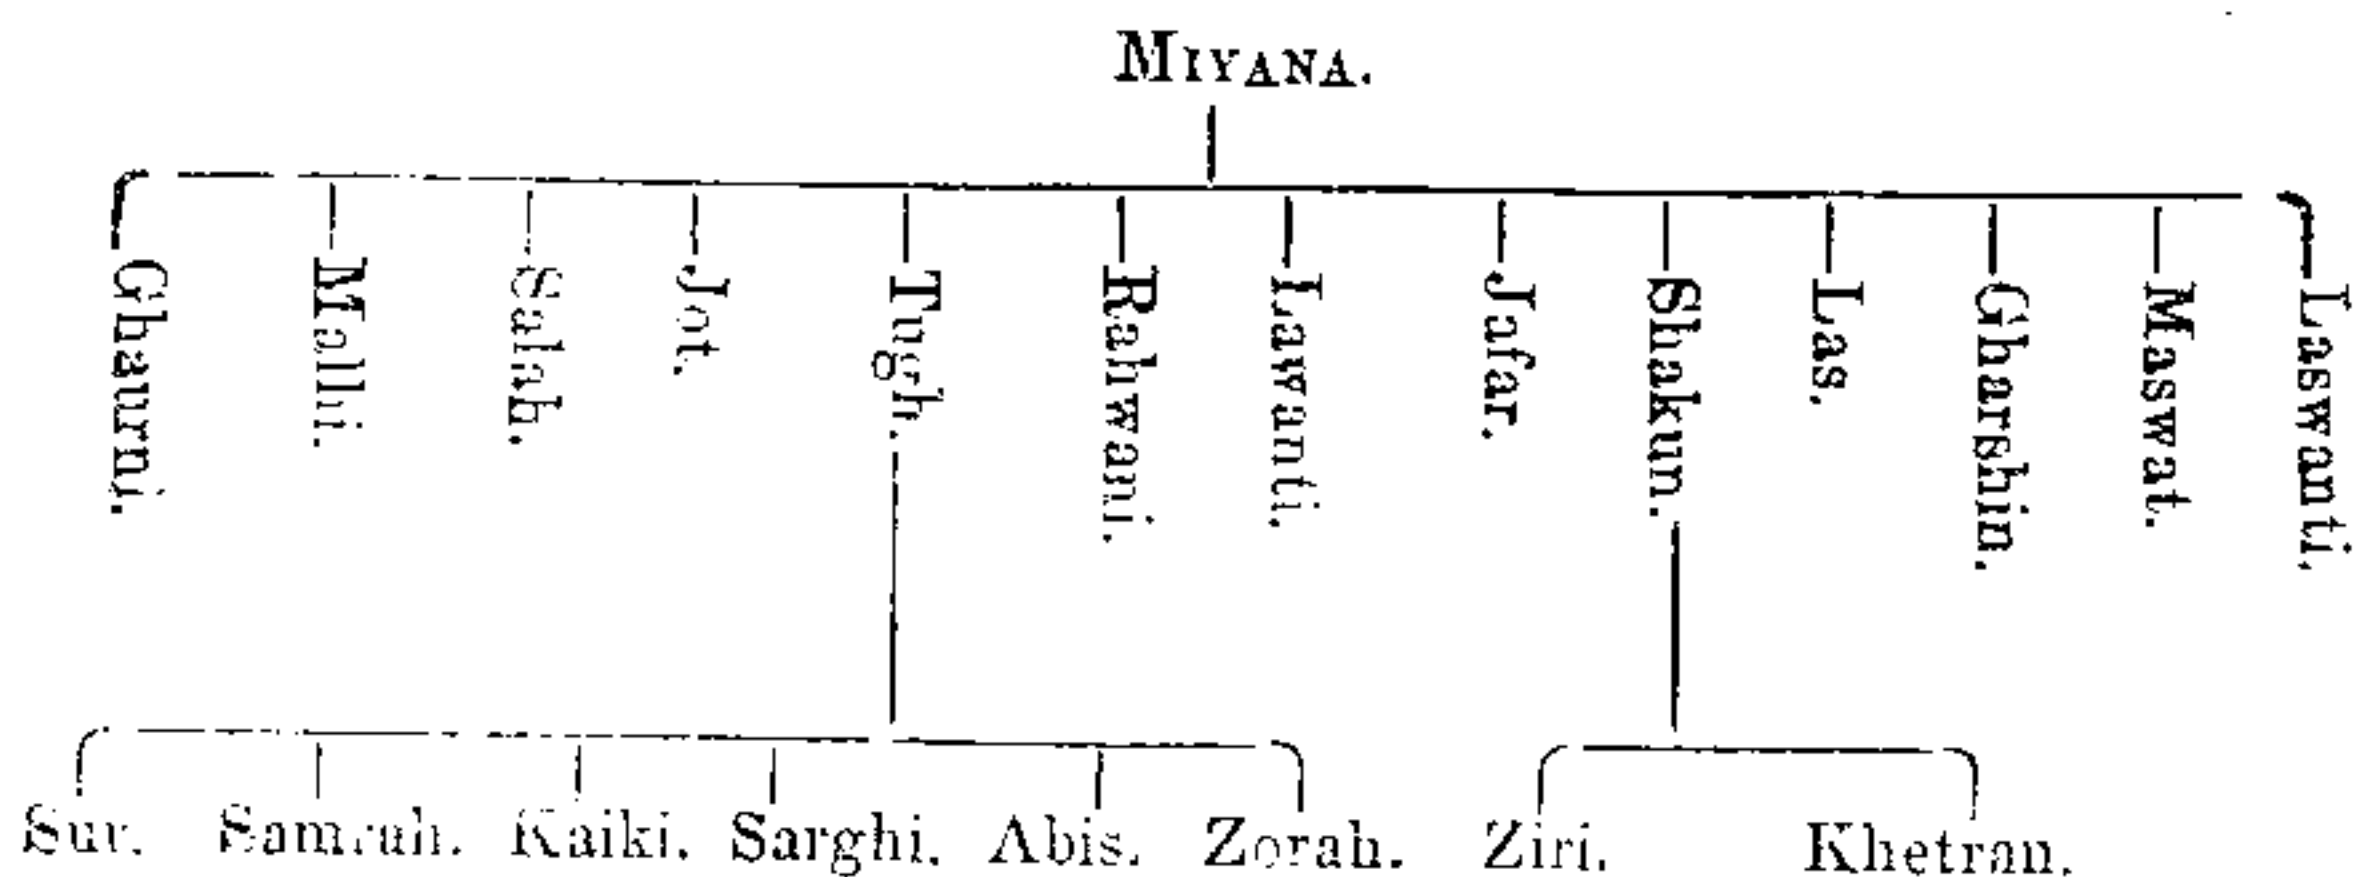 MIYANA.
Ghaurni.
Malhi.
Salah.
Jot.
Tugh.
Rahwani.
Lawanti.
Jafar.
Shakun.
Las.
Gharshin.
Maswat.
Laswanti.
Sur. Samrah. Kaiki. Sarghi. Abis. Zorah. Ziri. Khetran.